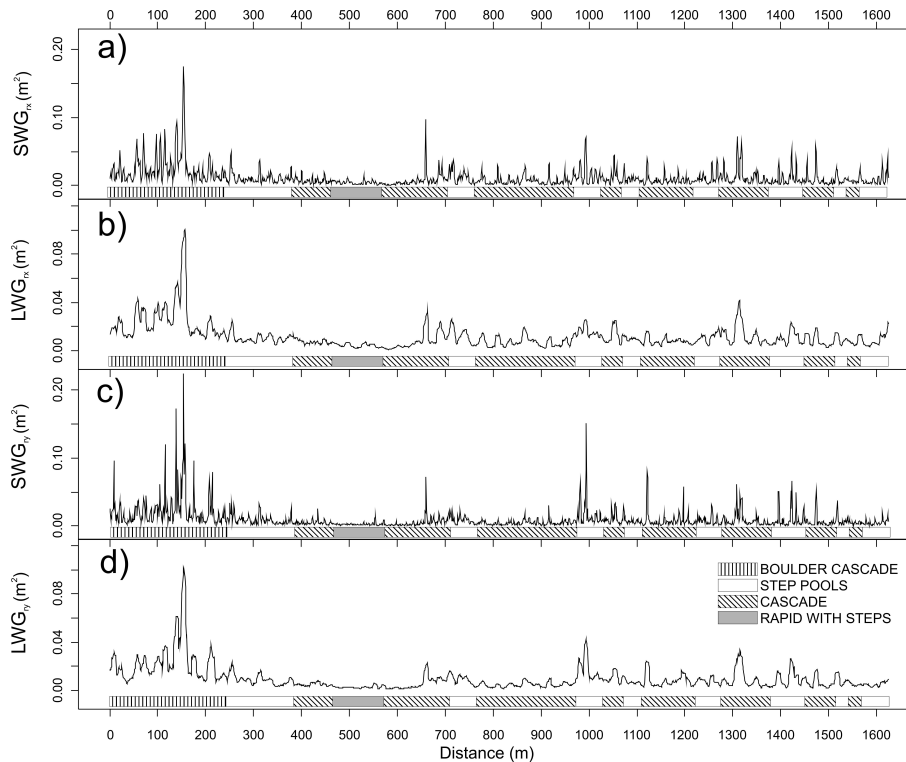 0 100 200 300 400 500 600 700 800 900 1000 1100 1200 1300 1400 1500 1600
a)
SWGrx (m²)
0.20
0.10
0.00
b)
LWGrx (m²)
0.08
0.04
0.00
c)
SWGry (m²)
0.20
0.10
0.00
d)
LWGry (m²)
0.08
0.04
0.00
BOULDER CASCADE
STEP POOLS
CASCADE
RAPID WITH STEPS
0 100 200 300 400 500 600 700 800 900 1000 1100 1200 1300 1400 1500 1600
Distance (m)